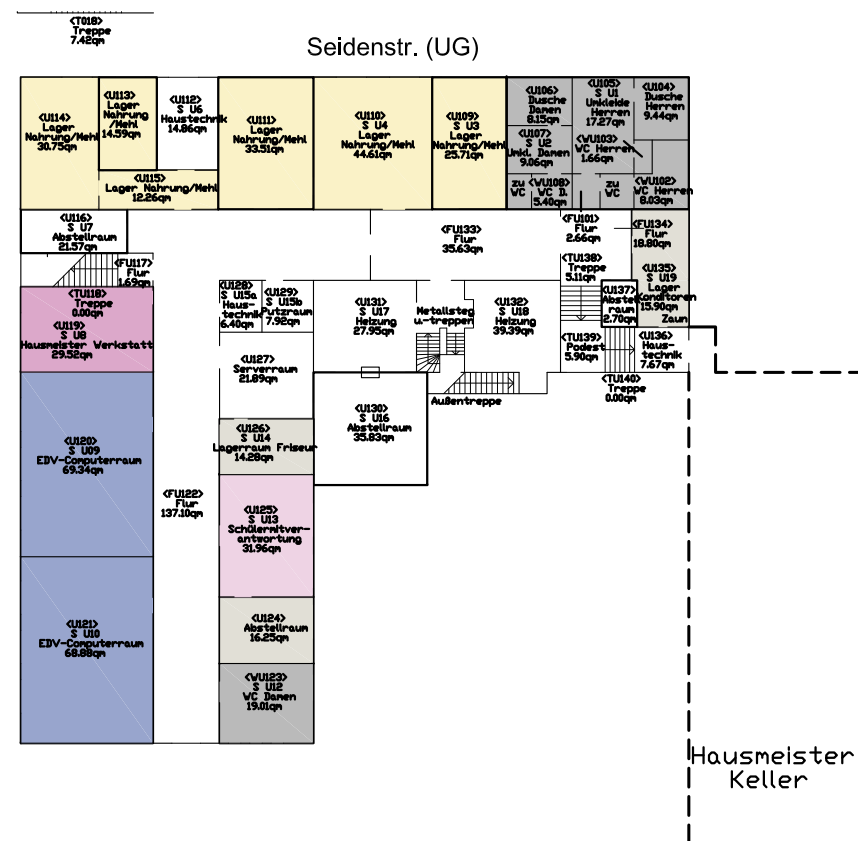 <T018>
Treppe
7.42qm
Seidenstr. (UG)
<U114>
Lager
Nahrung/Mehl
30.75qm
<U113>
Lager
Nahrung
/Mehl
14.59qm
<U112>
S U6
Haustechnik
14.86qm
<U111>
Lager
Nahrung/Mehl
33.51qm
<U110>
S U4
Lager
Nahrung/Mehl
44.61qm
<U109>
S U3
Lager
Nahrung/Mehl
25.71qm
<U106>
Dusche
Damen
8.15qm
<U105>
S U1
Umkleide
Herren
17.27qm
<U104>
Dusche
Herren
9.44qm
<U107>
S U2
Umkl. Damen
9.06qm
<WU103>
WC Herren
1.66qm
<U115>
Lager Nahrung/Mehl
12.26qm
zu
WC
<WU108>
WC D.
5.40qm
zu
WC
<WU102>
WC Herren
8.03qm
<U116>
S U7
Abstellraum
21.57qm
<FU133>
Flur
35.63qm
<FU101>
Flur
2.66qm
<FU134>
Flur
18.80qm
<FU117>
Flur
1.69qm
<TU138>
Treppe
5.11qm
<U135>
S U19
Lager
Konditoren
15.90qm
Zaun
<TU118>
Treppe
0.00qm
<U119>
S U8
Hausmeister Werkstatt
29.52qm
<U128>
S U15a
Haus-
technik
6.40qm
<U129>
S U15b
Putzraum
7.92qm
<U131>
S U17
Heizung
27.95qm
Metallsteg
u.-treppen
<U132>
S U18
Heizung
39.39qm
<U137>
Abstell
raum
2.70qm
<TU139>
Podest
5.90qm
<U136>
Haus-
technik
7.67qm
<U127>
Serverraum
21.89qm
<TU140>
Treppe
0.00qm
Außentreppe
<U130>
S U16
Abstellraum
35.83qm
<U126>
S U14
Lagerraum Friseur
14.28qm
<U120>
S U09
EDV-Computerraum
69.34qm
<FU122>
Flur
137.10qm
<U125>
S U13
Schülermitver-
antwortung
31.96qm
<U121>
S U10
EDV-Computerraum
68.88qm
<U124>
Abstellraum
16.25qm
<WU123>
S U12
WC Damen
19.01qm
Hausmeister
Keller